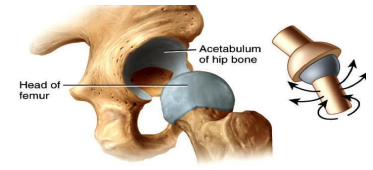 Acetabulum
of hip bone
Head of
femur